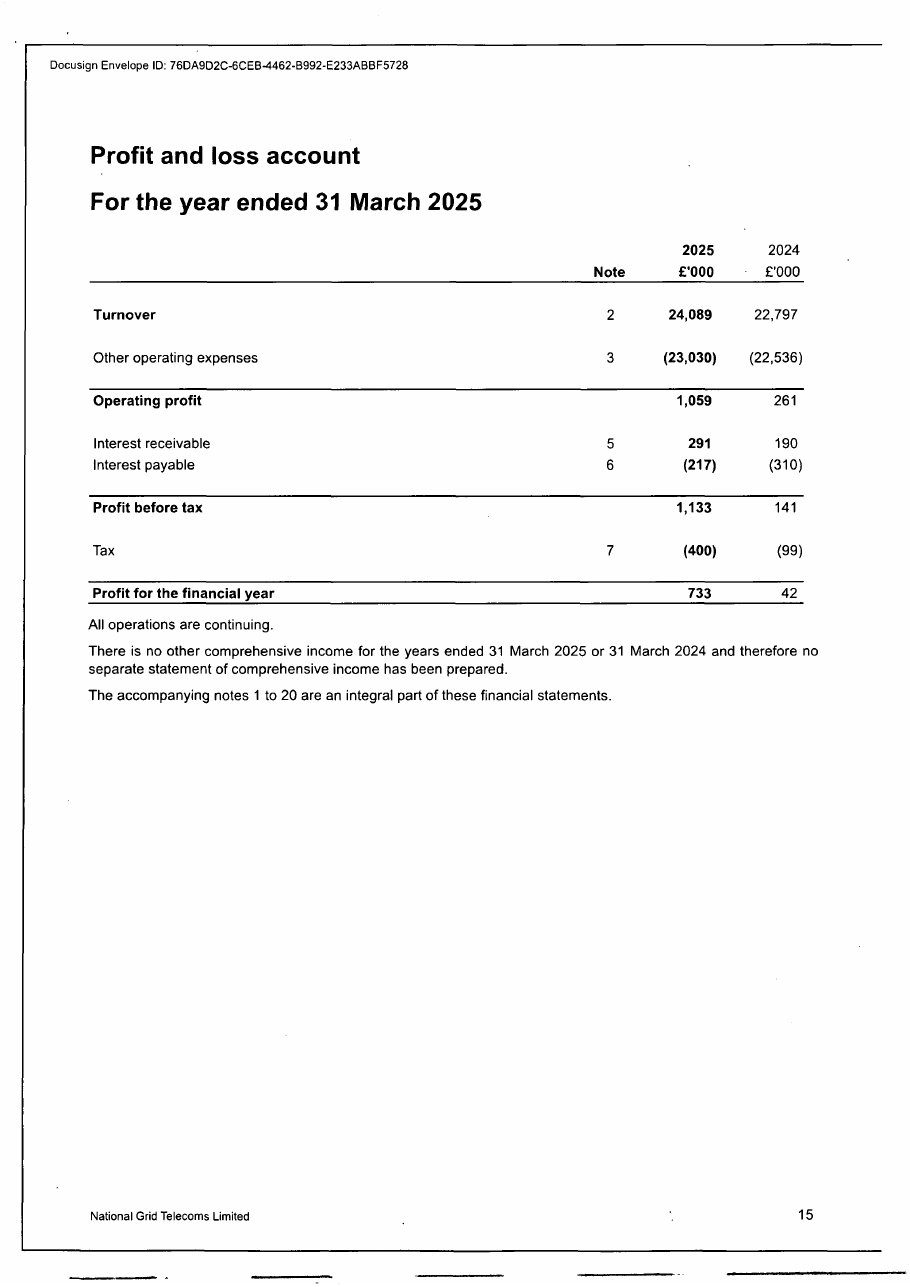 Docusign Envelope ID: 76DA9D2C-6CEB-4462-B992-E233ABBF5728
Profit and loss account
For the year ended 31 March 2025
2025 2024
Note £'000 £'000
Turnover 2 24,089 22,797
Other operating expenses 3 (23,030) (22,536)
Operating profit 1,059 261
Interest receivable 5 291 190
Interest payable 6 (217) (310)
Profit before tax 1,133 141
Tax 7 (400) (99)
Profit for the financial year 733 42
All operations are continuing.
There is no other comprehensive income for the years ended 31 March 2025 or 31 March 2024 and therefore no
separate statement of comprehensive income has been prepared.
The accompanying notes 1 to 20 are an integral part of these financial statements.
National Grid Telecoms Limited 15